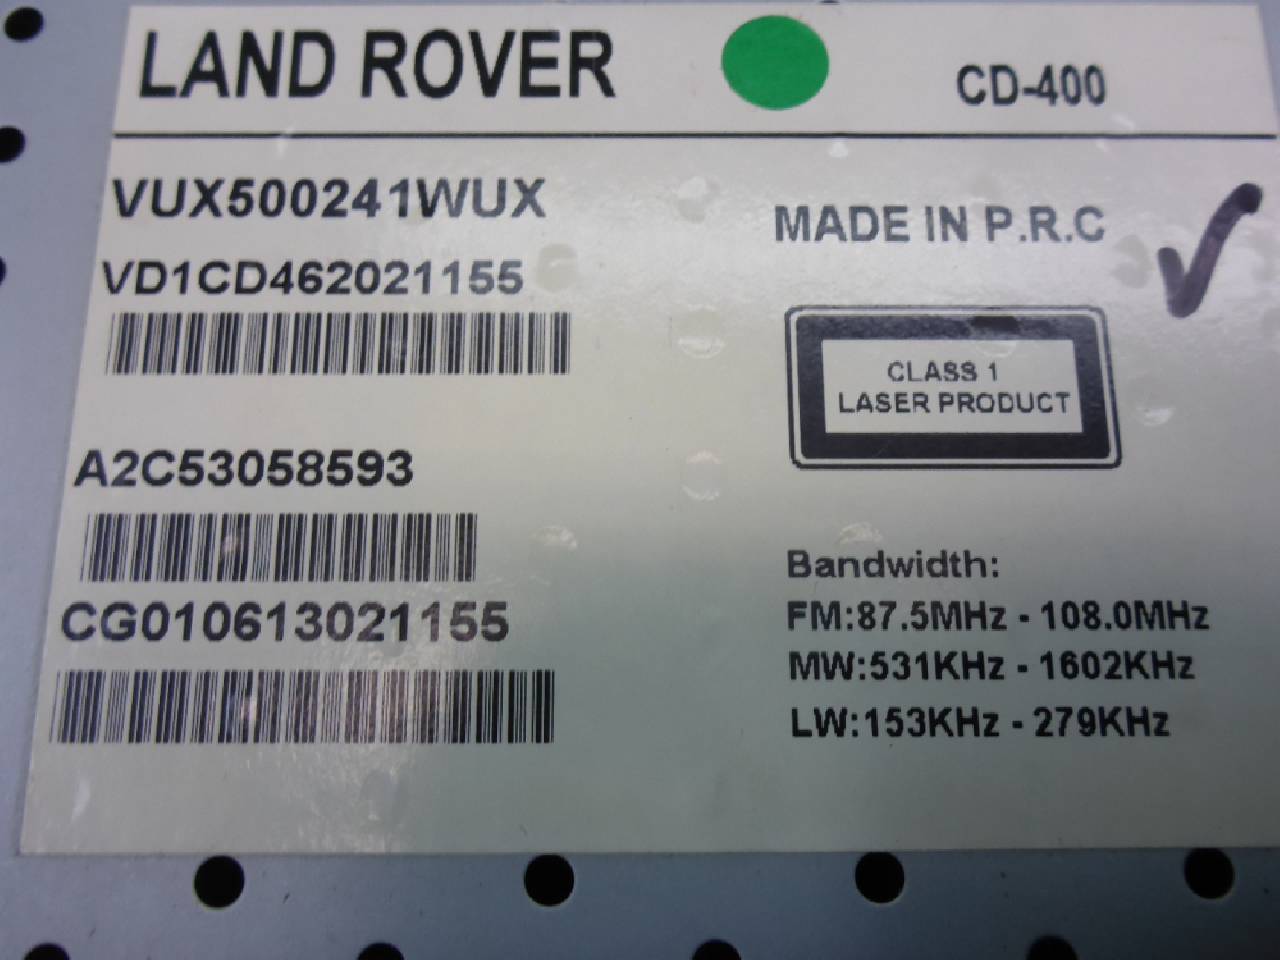 LAND ROVER
CD-400
VUX500241WUX
VD1CD462021155
A2C53058593
CG010613021155
MADE IN P.R.C
CLASS 1
LASER PRODUCT
Bandwidth:
FM:87.5MHz - 108.0MHz
MW:531KHz - 1602KHz
LW:153KHz - 279KHz